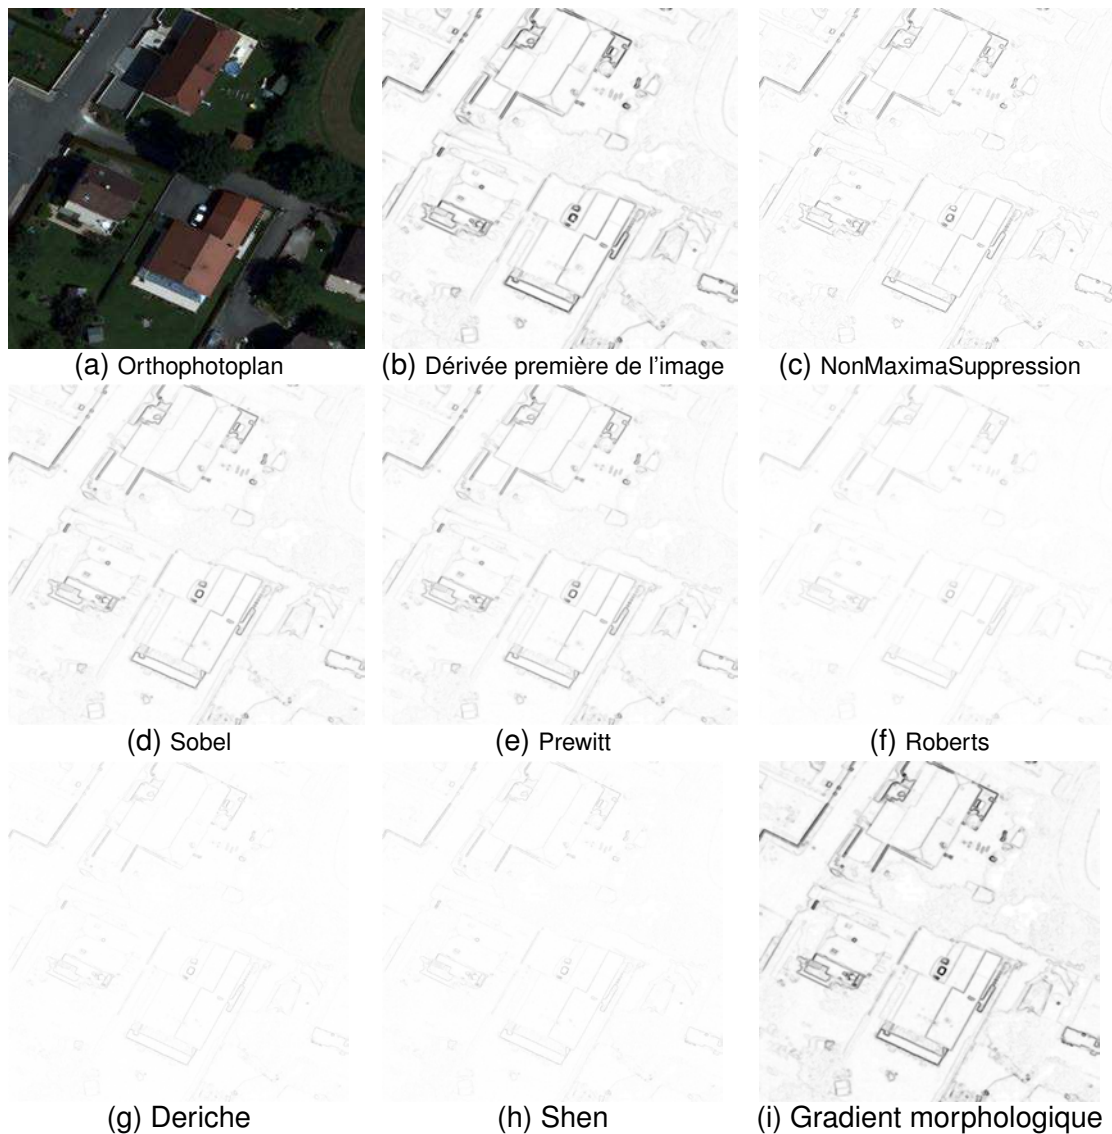 (a) Orthophotoplan
(b) Dérivée première de l'image
(c) NonMaximaSuppression
(d) Sobel
(e) Prewitt
(f) Roberts
(g) Deriche
(h) Shen
(i) Gradient morphologique